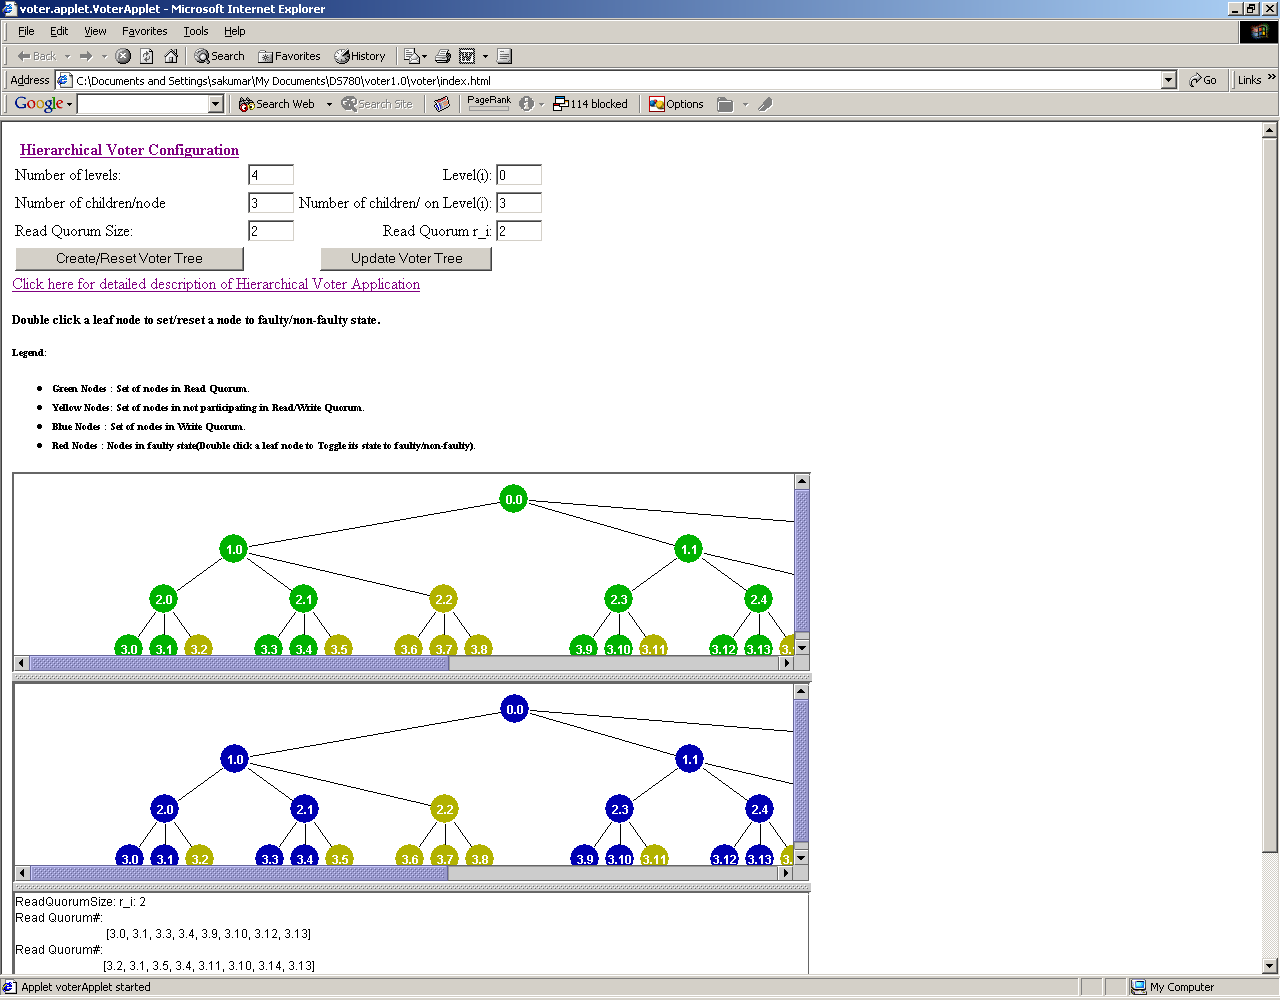 voter.applet.VoterApplet - Microsoft Internet Explorer
File Edit View Favorites Tools Help
Back Search Favorites History
Address C:\Documents and Settings\sakumar\My Documents\DS780\voter1.0\voter\index.html Go Links »
Google Search Web Search Site PageRank 114 blocked Options
Hierarchical Voter Configuration
Number of levels: 4 Level(i): 0
Number of children/node 3 Number of children/ on Level(i): 3
Read Quorum Size: 2 Read Quorum r_i: 2
Create/Reset Voter Tree Update Voter Tree
Click here for detailed description of Hierarchical Voter Application
Double click a leaf node to set/reset a node to faulty/non-faulty state.
Legend:
• Green Nodes : Set of nodes in Read Quorum.
• Yellow Nodes: Set of nodes in not participating in Read/Write Quorum.
• Blue Nodes : Set of nodes in Write Quorum.
• Red Nodes : Nodes in faulty state(Double click a leaf node to Toggle its state to faulty/non-faulty).
0.0
1.0 1.1
2.0 2.1 2.2 2.3 2.4
3.0 3.1 3.2 3.3 3.4 3.5 3.6 3.7 3.8 3.9 3.10 3.11 3.12 3.13
0.0
1.0 1.1
2.0 2.1 2.2 2.3 2.4
3.0 3.1 3.2 3.3 3.4 3.5 3.6 3.7 3.8 3.9 3.10 3.11 3.12 3.13
ReadQuorumSize: r_i: 2
Read Quorum#:
[3.0, 3.1, 3.3, 3.4, 3.9, 3.10, 3.12, 3.13]
Read Quorum#:
[3.2, 3.1, 3.5, 3.4, 3.11, 3.10, 3.14, 3.13]
Applet voterApplet started My Computer